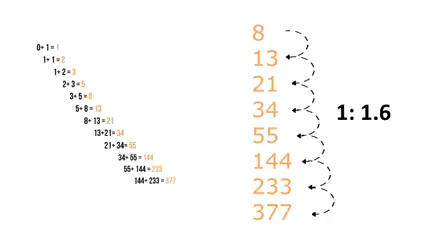 0+ 1 = 1
1+ 1 = 2
1+ 2 = 3
2+ 3 = 5
3+ 5 = 8
5+ 8 = 13
8+ 13 = 21
13+21= 34
21+ 34= 55
34+ 55 = 144
55+ 144 = 233
144+ 233 = 377
8
13
21
34
55
144
233
377
1: 1.6